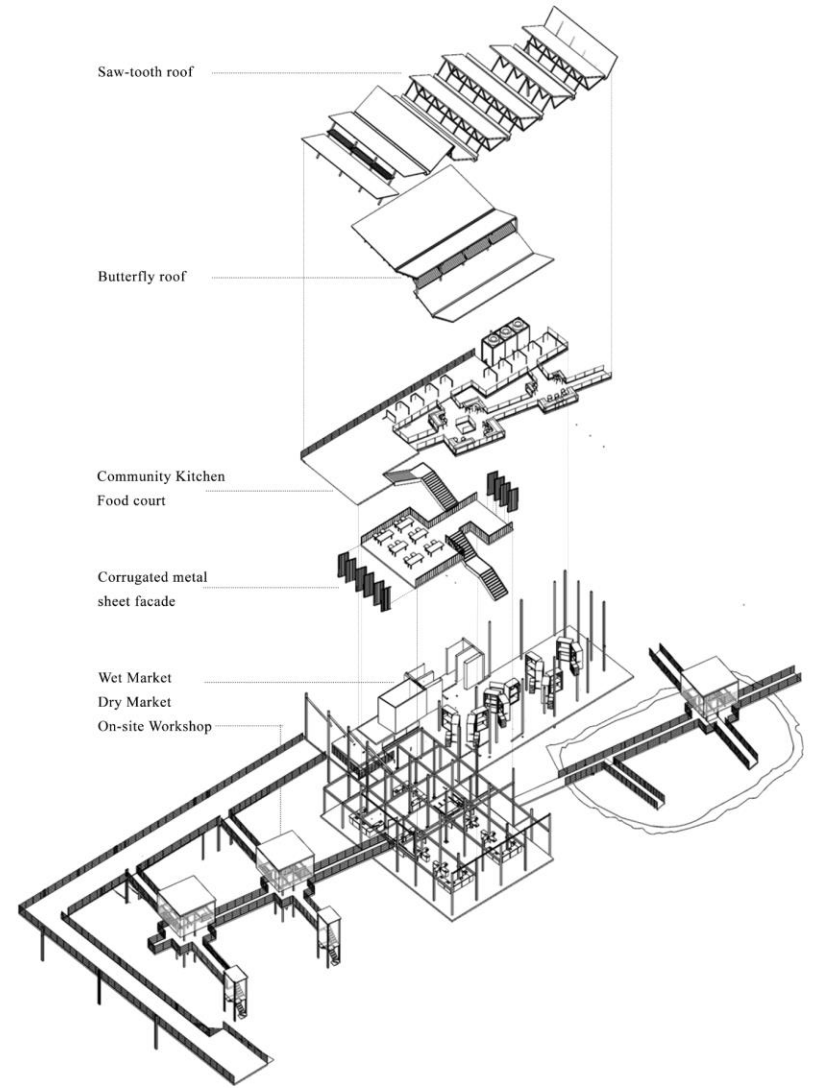 Saw-tooth roof
Butterfly roof
Community Kitchen
Food court
Corrugated metal
sheet facade
Wet Market
Dry Market
On-site Workshop